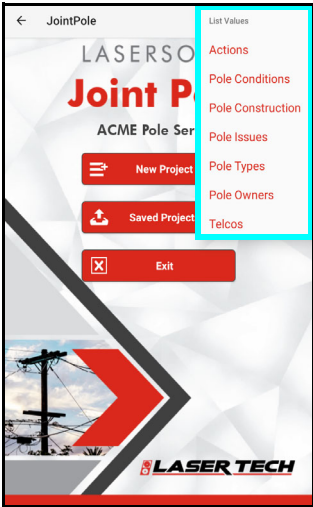 JointPole
List Values
LASERSO
Actions
Pole Conditions
Joint P
Pole Construction
ACME Pole Ser
Pole Issues
New Project
Pole Types
Pole Owners
Saved Project
Telcos
Exit
LASER TECH